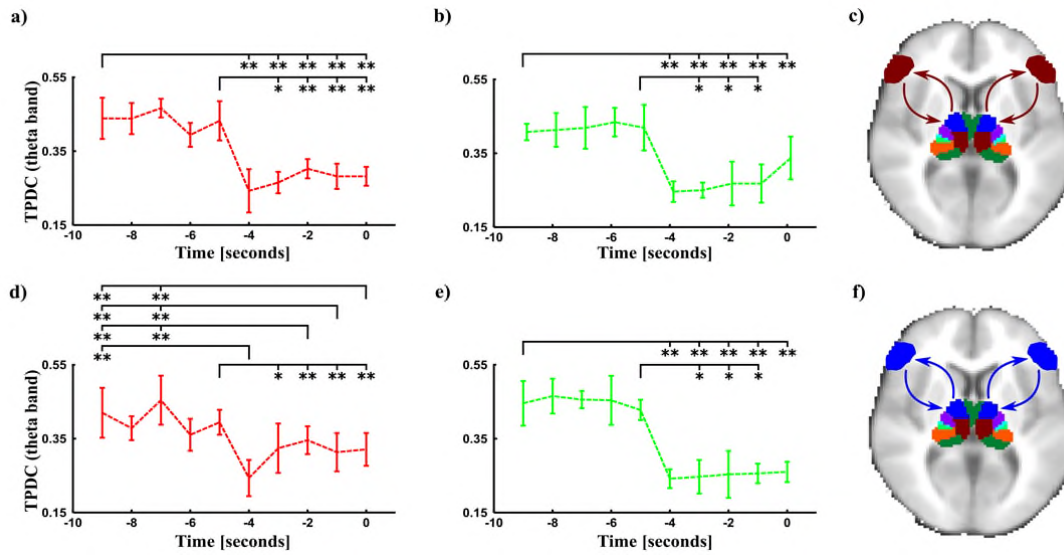 a)
** ** ** ** **
* ** ** **
0.55
0.35
0.15
TPDC (theta band)
-10 -8 -6 -4 -2 0
Time [seconds]
b)
** ** ** ** **
* * *
0.55
0.35
0.15
-10 -8 -6 -4 -2 0
Time [seconds]
c)
d)
** **
** **
** **
**
* ** ** **
0.55
0.35
0.15
TPDC (theta band)
-10 -8 -6 -4 -2 0
Time [seconds]
e)
** ** ** ** **
* * *
0.55
0.35
0.15
-10 -8 -6 -4 -2 0
Time [seconds]
f)